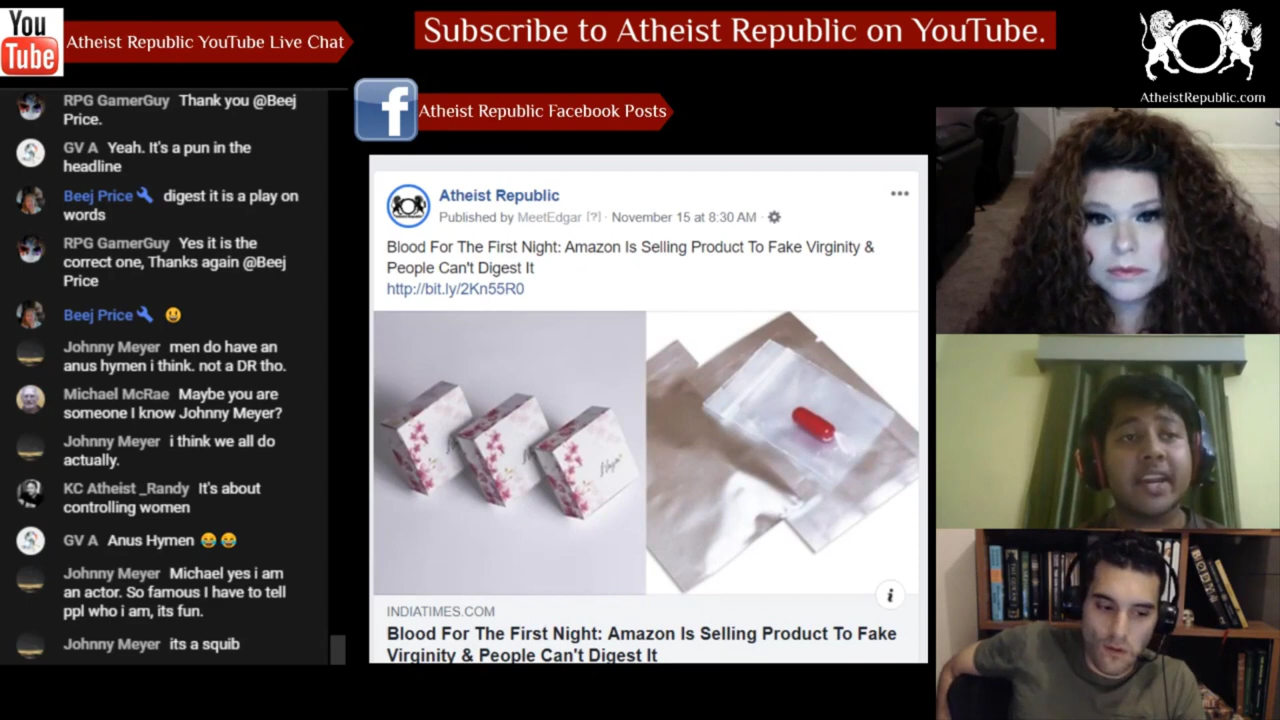 You
Tube
Atheist Republic YouTube Live Chat
Subscribe to Atheist Republic on YouTube.
AtheistRepublic.com
RPG GamerGuy Thank you @Beej
Price.
GV A Yeah. It's a pun in the
headline
Beej Price digest it is a play on
words
RPG GamerGuy Yes it is the
correct one, Thanks again @Beej
Price
Beej Price 😃
Johnny Meyer men do have an
anus hymen i think. not a DR tho.
Michael McRae Maybe you are
someone I know Johnny Meyer?
Johnny Meyer i think we all do
actually.
KC Atheist _Randy It's about
controlling women
GV A Anus Hymen 😂 😂
Johnny Meyer Michael yes i am
an actor. So famous I have to tell
ppl who i am, its fun.
Johnny Meyer its a squib
f
Atheist Republic Facebook Posts
Atheist Republic
Published by MeetEdgar [?] · November 15 at 8:30 AM ·
Blood For The First Night: Amazon Is Selling Product To Fake Virginity &
People Can't Digest It
http://bit.ly/2Kn55R0
i
INDIATIMES.COM
Blood For The First Night: Amazon Is Selling Product To Fake
Virginity & People Can't Digest It